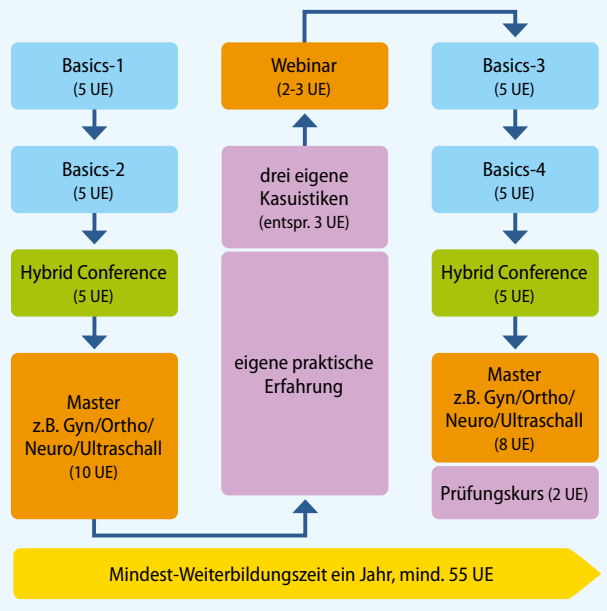 Basics-1
(5 UE)
Basics-2
(5 UE)
Hybrid Conference
(5 UE)
Master
z.B. Gyn/Ortho/
Neuro/Ultraschall
(10 UE)
eigene praktische
Erfahrung
drei eigene
Kasuistiken
(entspr. 3 UE)
Webinar
(2-3 UE)
Basics-3
(5 UE)
Basics-4
(5 UE)
Hybrid Conference
(5 UE)
Master
z.B. Gyn/Ortho/
Neuro/Ultraschall
(8 UE)
Prüfungskurs (2 UE)
Mindest-Weiterbildungszeit ein Jahr, mind. 55 UE